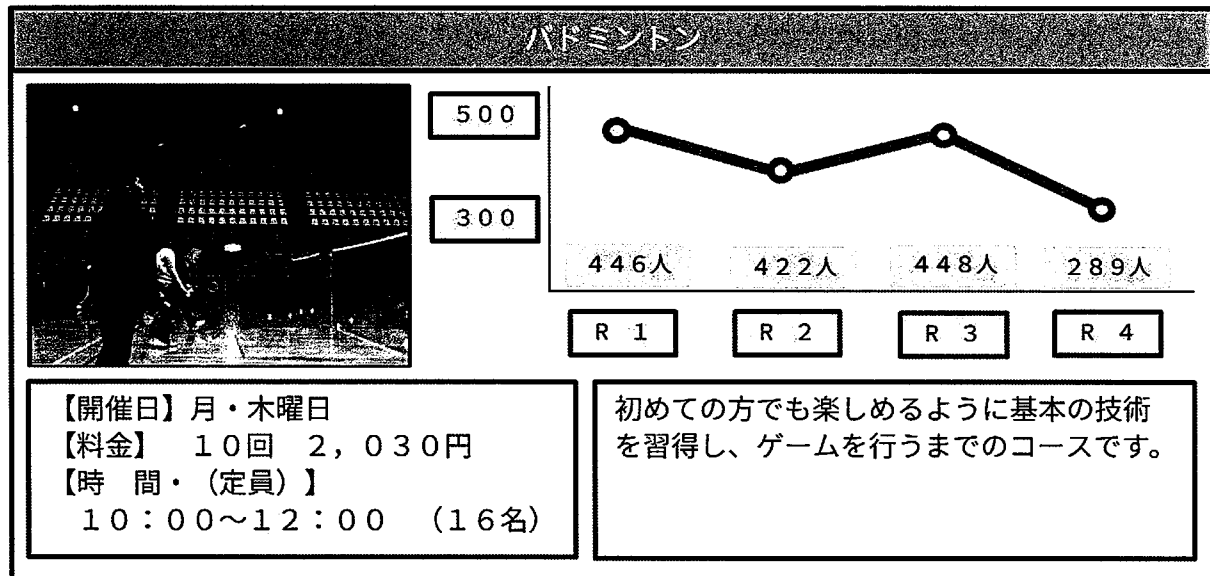 バドミントン
500
300
446人 422人 448人 289人
R 1 R 2 R 3 R 4
【開催日】月・木曜日
【料金】 10回 2,030円
【時 間・(定員)】
10:00~12:00 (16名)
初めての方でも楽しめるように基本の技術
を習得し、ゲームを行うまでのコースです。